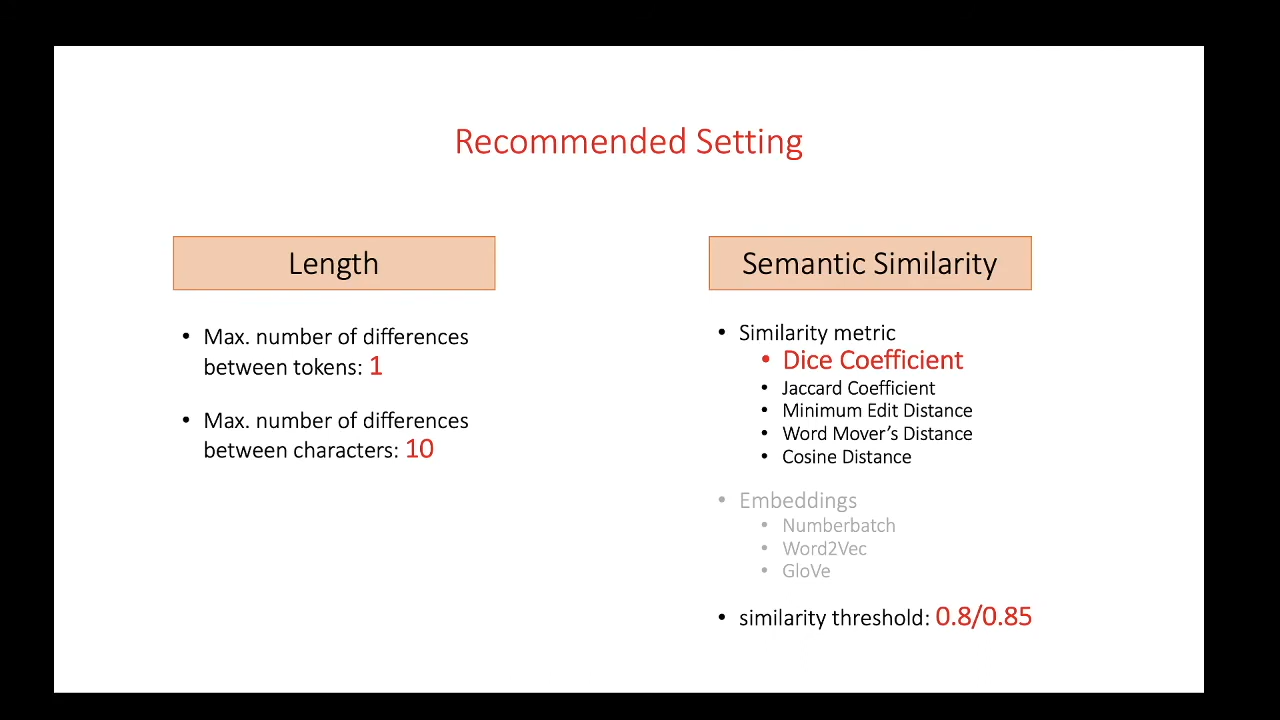 Recommended Setting
Length
• Max. number of differences
between tokens: 1
• Max. number of differences
between characters: 10
Semantic Similarity
• Similarity metric
• Dice Coefficient
• Jaccard Coefficient
• Minimum Edit Distance
• Word Mover’s Distance
• Cosine Distance
• Embeddings
• Numberbatch
• Word2Vec
• GloVe
• similarity threshold: 0.8/0.85